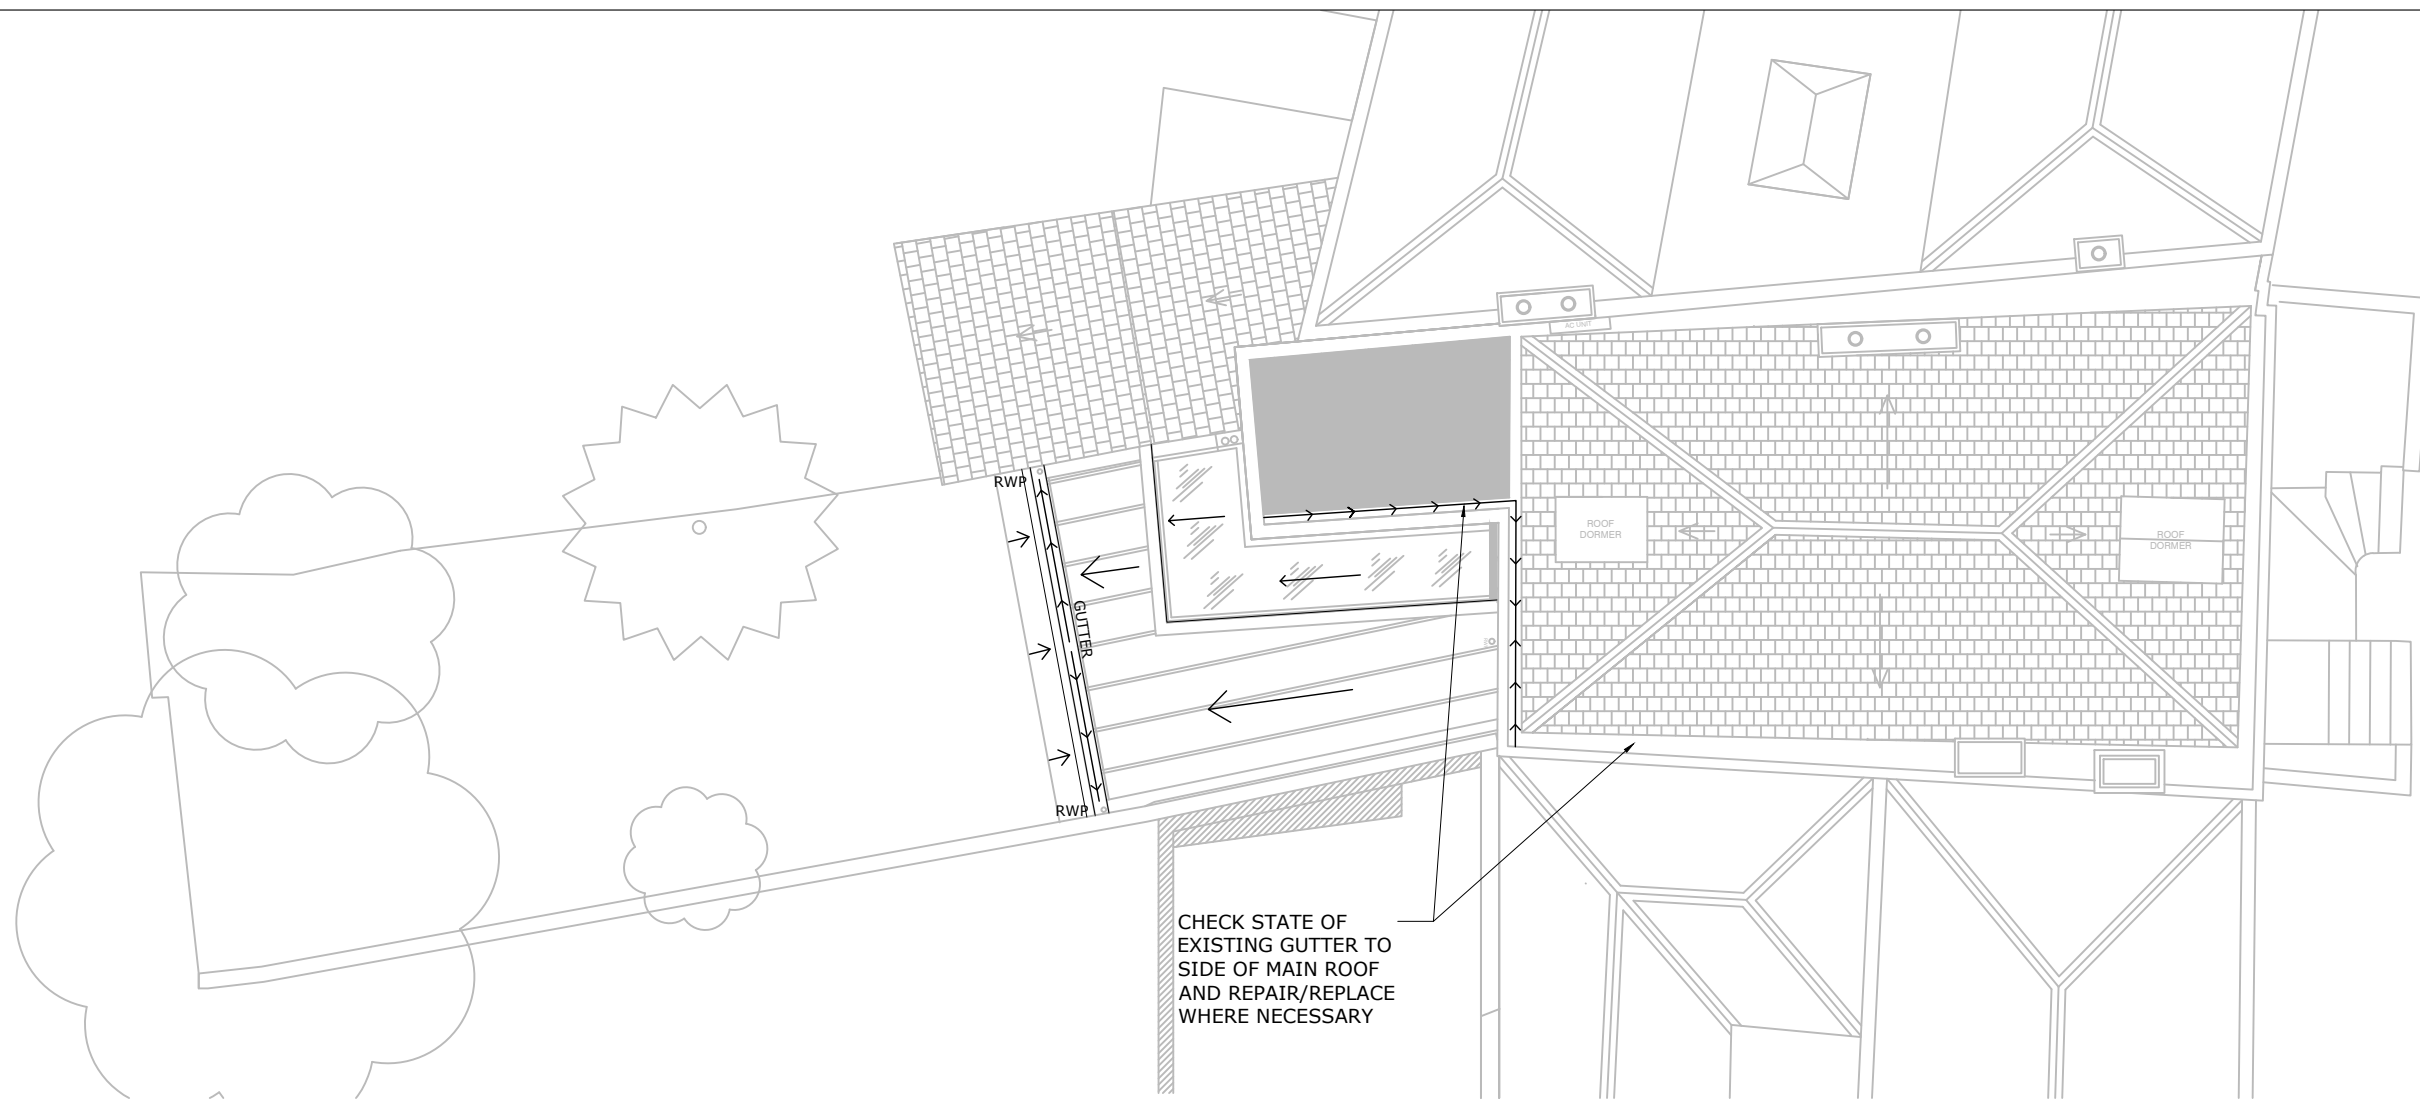 AC UNIT
RWP
ROOF
DORMER
ROOF
DORMER
GUTTER
RWP
CHECK STATE OF
EXISTING GUTTER TO
SIDE OF MAIN ROOF
AND REPAIR/REPLACE
WHERE NECESSARY